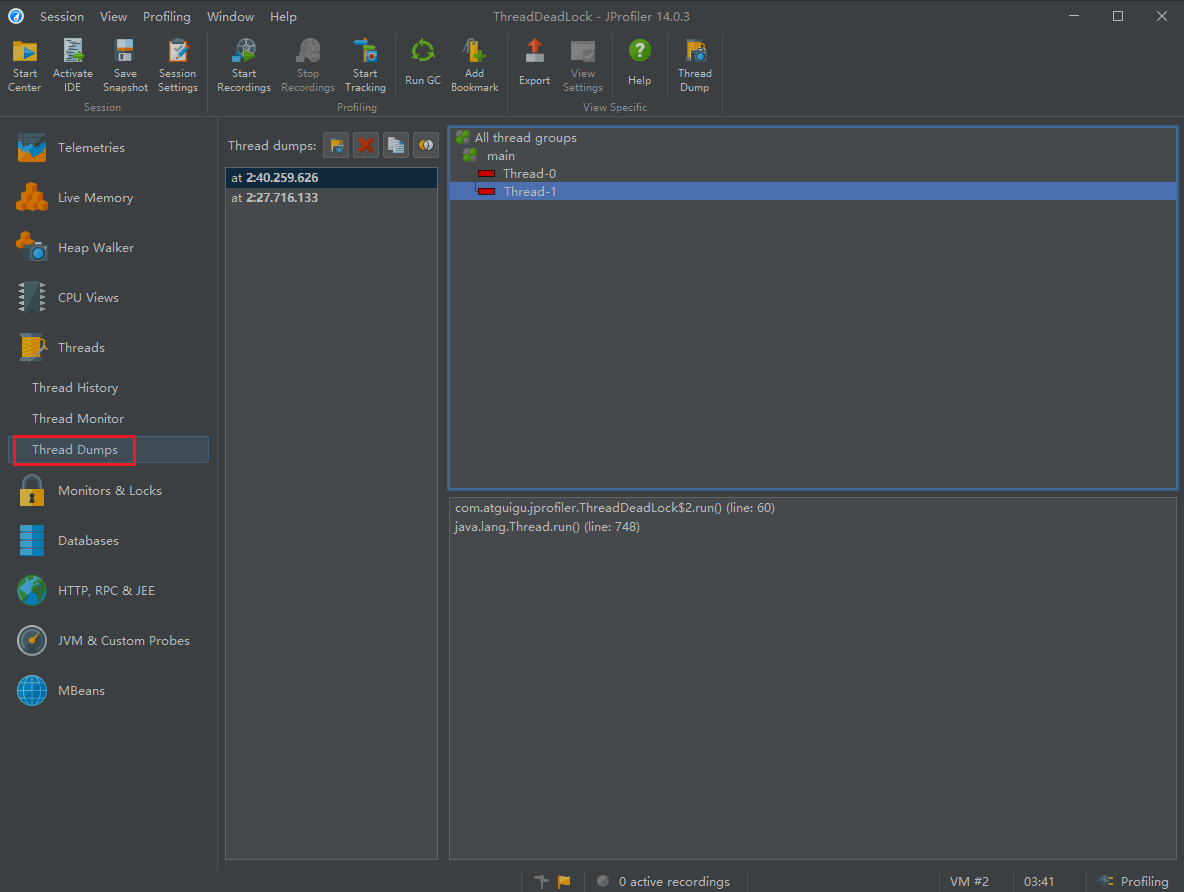 ThreadDeadLock - JProfiler 14.0.3
Session View Profiling Window Help
Start Center
Activate IDE
Save Snapshot
Session Settings
Start Recordings
Stop Recordings
Start Tracking
Run GC
Add Bookmark
Export
View Settings
Help
Thread Dump
Session
Profiling
View Specific
Telemetries
Live Memory
Heap Walker
CPU Views
Threads
Thread History
Thread Monitor
Thread Dumps
Monitors & Locks
Databases
HTTP, RPC & JEE
JVM & Custom Probes
MBeans
Thread dumps:
at 2:40.259.626
at 2:27.716.133
All thread groups
main
Thread-0
Thread-1
com.atguigu.jprofiler.ThreadDeadLock$2.run() (line: 60)
java.lang.Thread.run() (line: 748)
0 active recordings
VM #2
03:41
Profiling